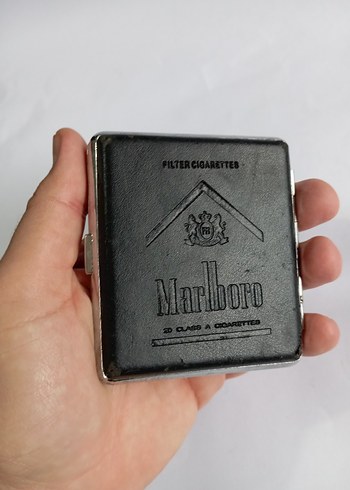 FILTER CIGARETTES
Marlboro
20 CLASS A CIGARETTES